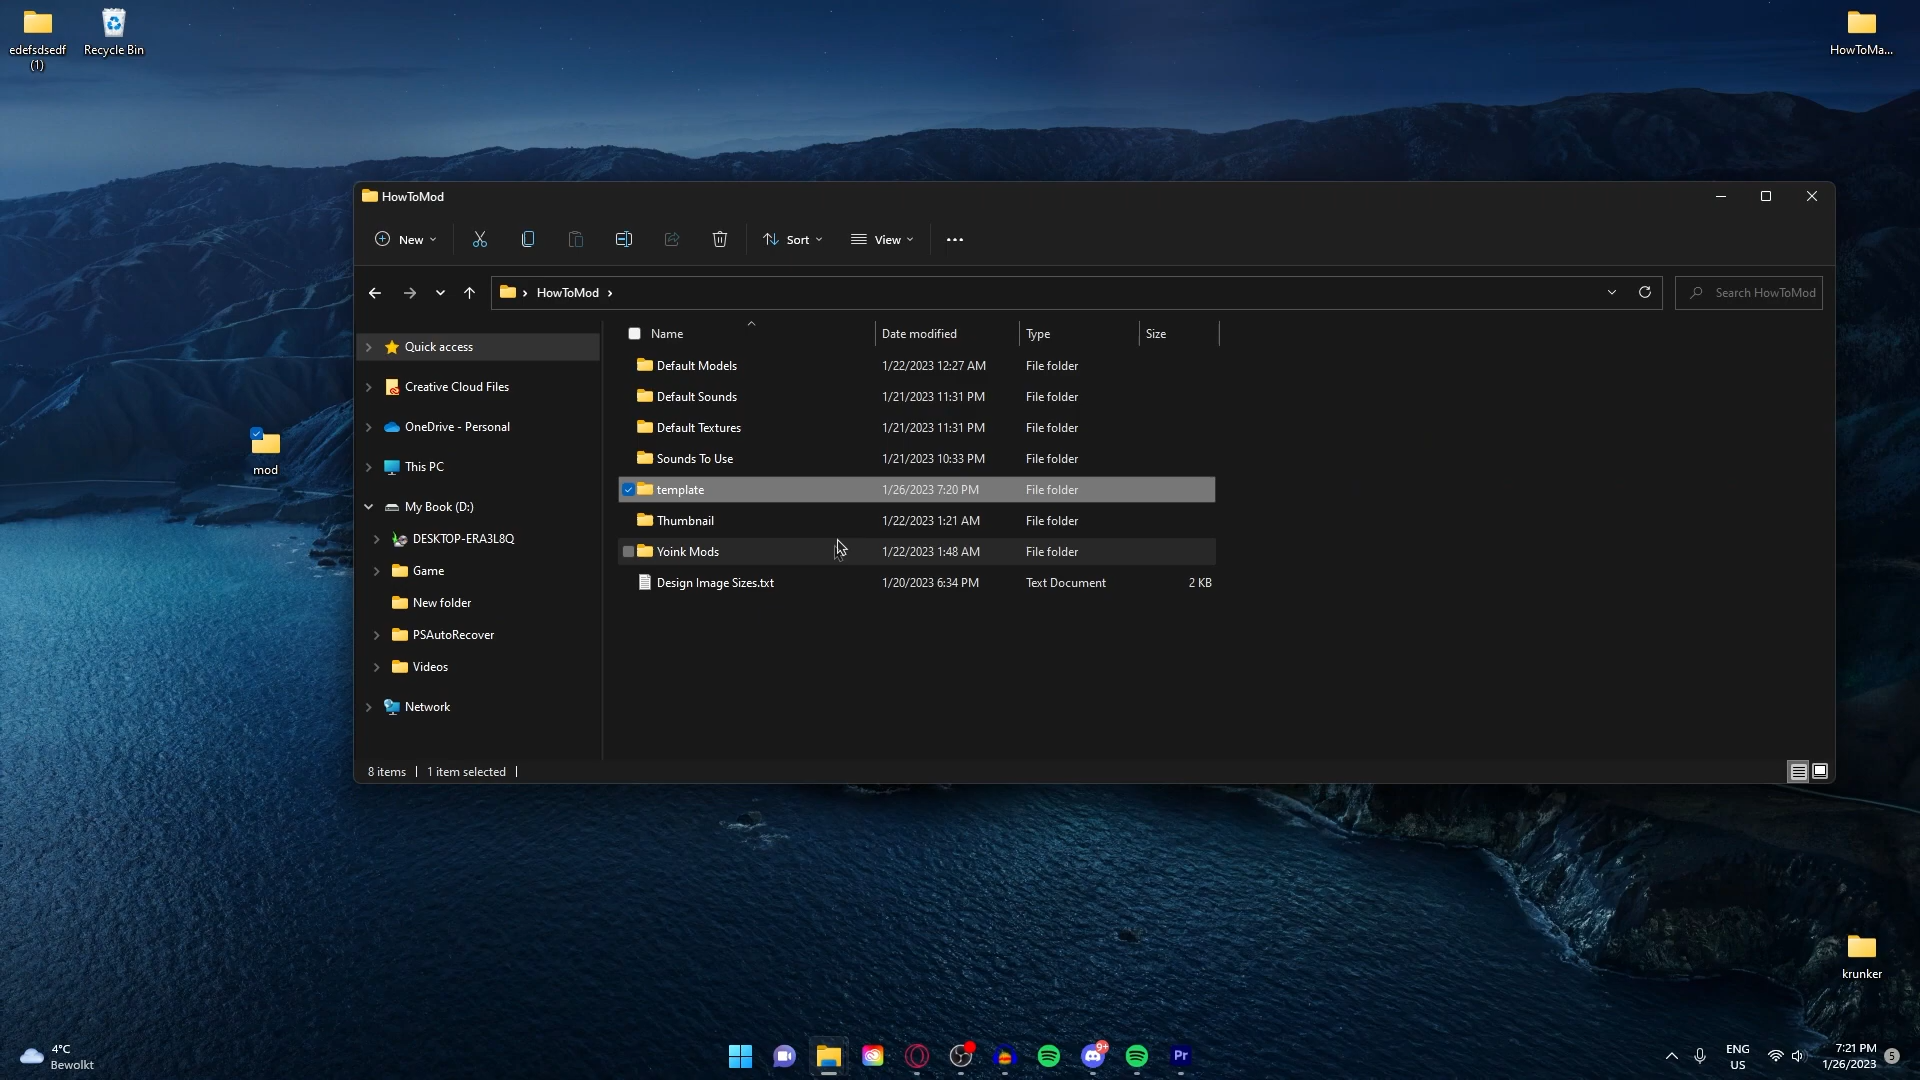 edefsdsedf
(1)
Recycle Bin
HowToMa...
mod
HowToMod
New
Sort
View
HowToMod
Search HowToMod
Quick access
Creative Cloud Files
OneDrive - Personal
This PC
My Book (D:)
DESKTOP-ERA3L8Q
Game
New folder
PSAutoRecover
Videos
Network
Name Date modified Type Size
Default Models 1/22/2023 12:27 AM File folder
Default Sounds 1/21/2023 11:31 PM File folder
Default Textures 1/21/2023 11:31 PM File folder
Sounds To Use 1/21/2023 10:33 PM File folder
template 1/26/2023 7:20 PM File folder
Thumbnail 1/22/2023 1:21 AM File folder
Yoink Mods 1/22/2023 1:48 AM File folder
Design Image Sizes.txt 1/20/2023 6:34 PM Text Document 2 KB
8 items 1 item selected
krunker
4°C
Bewolkt
9+
Pr
ENG
US
7:21 PM
1/26/2023
5